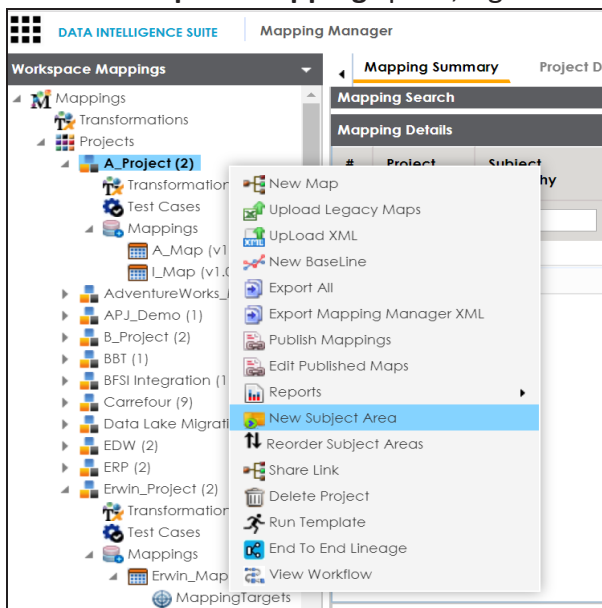 DATA INTELLIGENCE SUITE Mapping Manager
Workspace Mappings
Mapping Summary Project D
Mappings
Transformations
Projects
A_Project (2)
Transformation
Test Cases
Mappings
A_Map (v1
I_Map (v1.0
AdventureWorks_
APJ_Demo (1)
B_Project (2)
BBT (1)
BFSI Integration (1
Carrefour (9)
Data Lake Migrati
EDW (2)
ERP (2)
Erwin_Project (2)
Transformation
Test Cases
Mappings
Erwin_Map
MappingTargets
Mapping Search
Mapping Details
# Project Subject
hy
New Map
Upload Legacy Maps
UpLoad XML
New BaseLine
Export All
Export Mapping Manager XML
Publish Mappings
Edit Published Maps
Reports
New Subject Area
Reorder Subject Areas
Share Link
Delete Project
Run Template
End To End Lineage
View Workflow